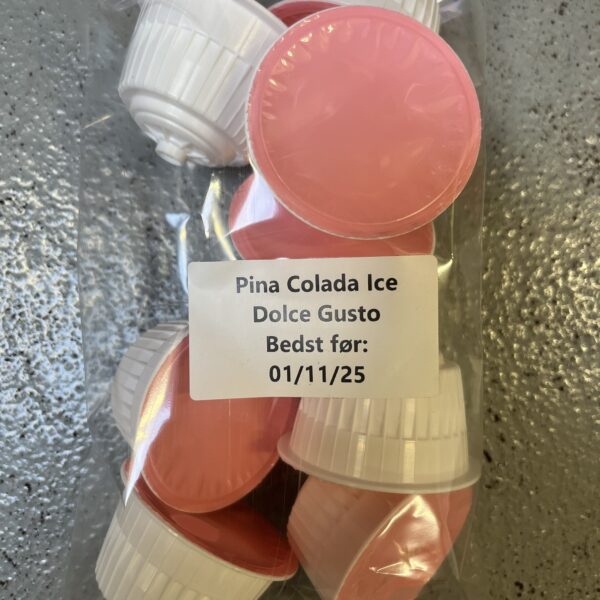 Pina Colada Ice
Dolce Gusto
Bedst før:
01/11/25